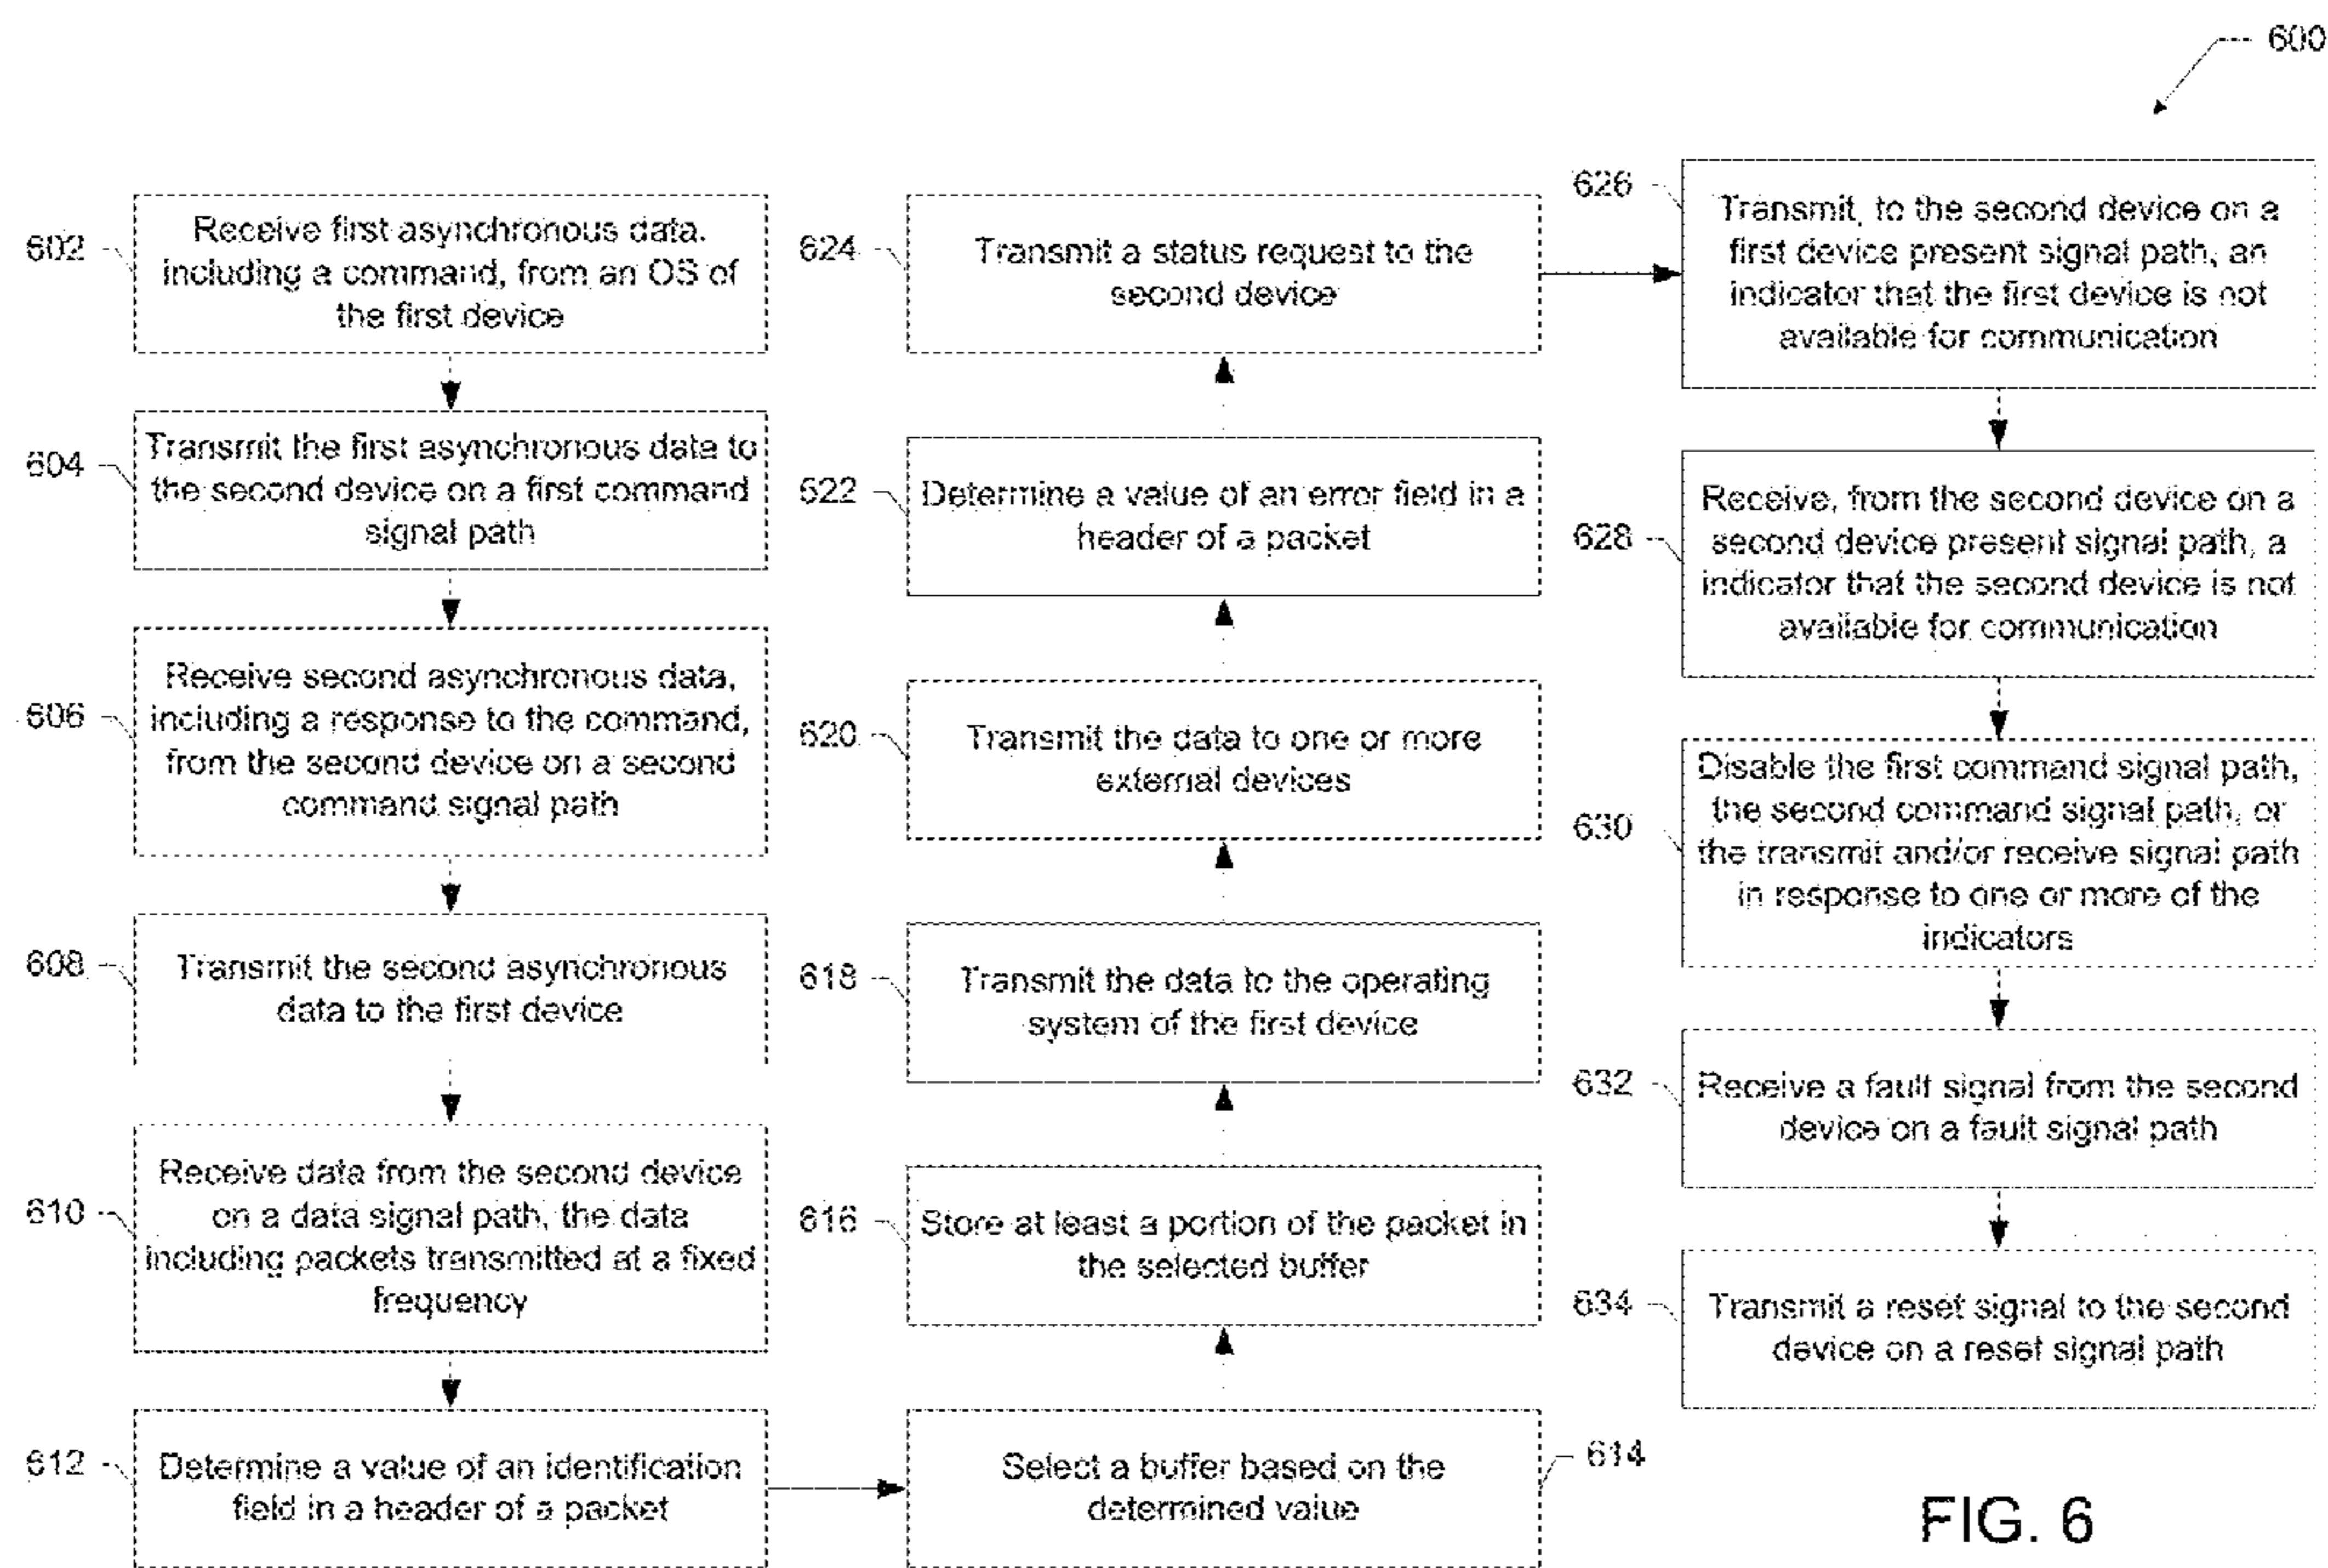 600
602
Receive first asynchronous data,
including a command, from an OS of
the first device
604
Transmit the first asynchronous data to
the second device on a first command
signal path
606
Receive second asynchronous data,
including a response to the command,
from the second device on a second
command signal path
608
Transmit the second asynchronous
data to the first device
610
Receive data from the second device
on a data signal path, the data
including packets transmitted at a fixed
frequency
612
Determine a value of an identification
field in a header of a packet
614
Select a buffer based on the
determined value
616
Store at least a portion of the packet in
the selected buffer
618
Transmit the data to the operating
system of the first device
620
Transmit the data to one or more
external devices
622
Determine a value of an error field in a
header of a packet
624
Transmit a status request to the
second device
626
Transmit, to the second device on a
first device present signal path, an
indicator that the first device is not
available for communication
628
Receive, from the second device on a
second device present signal path, a
indicator that the second device is not
available for communication
630
Disable the first command signal path,
the second command signal path, or
the transmit and/or receive signal path
in response to one or more of the
indicators
632
Receive a fault signal from the second
device on a fault signal path
634
Transmit a reset signal to the second
device on a reset signal path
FIG. 6